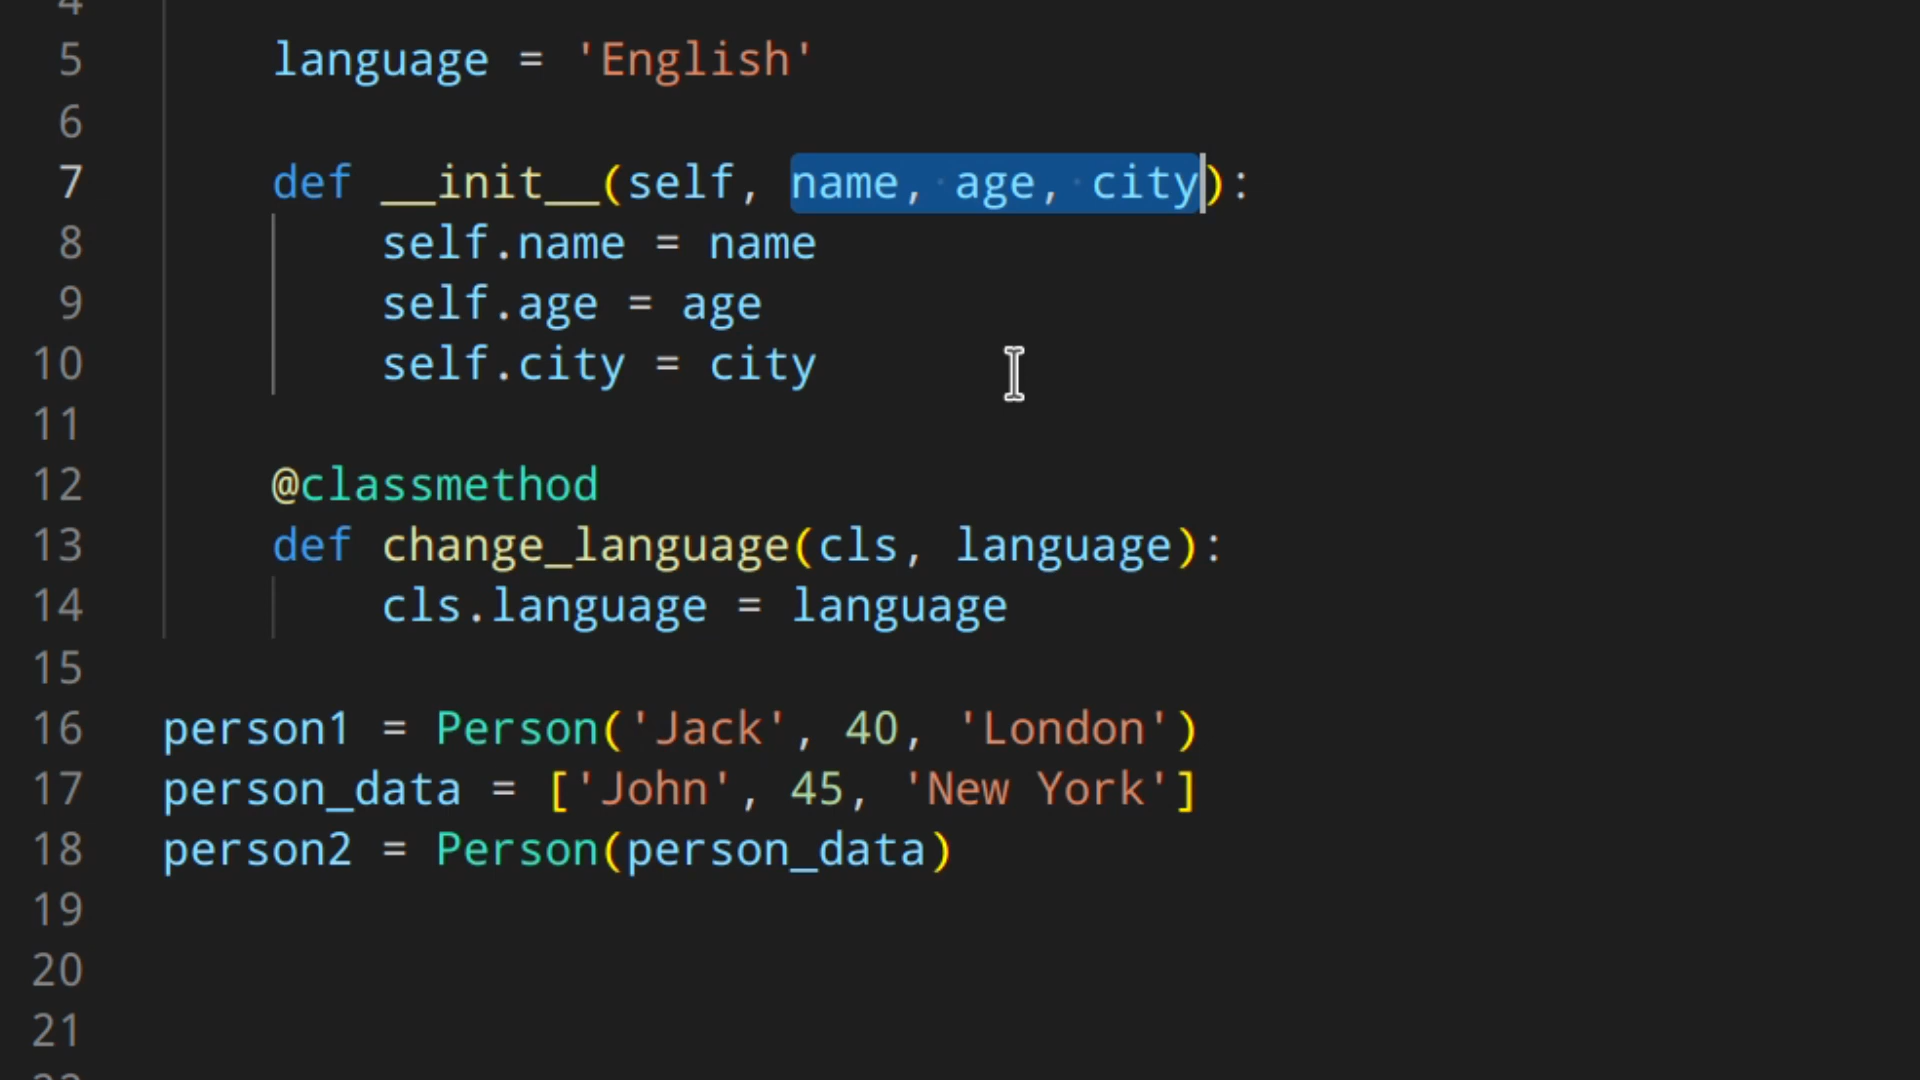 4
5 language = 'English'
6
7 def __init__(self, name, age, city):
8 self.name = name
9 self.age = age
10 self.city = city
11
12 @classmethod
13 def change_language(cls, language):
14 cls.language = language
15
16 person1 = Person('Jack', 40, 'London')
17 person_data = ['John', 45, 'New York']
18 person2 = Person(person_data)
19
20
21
22